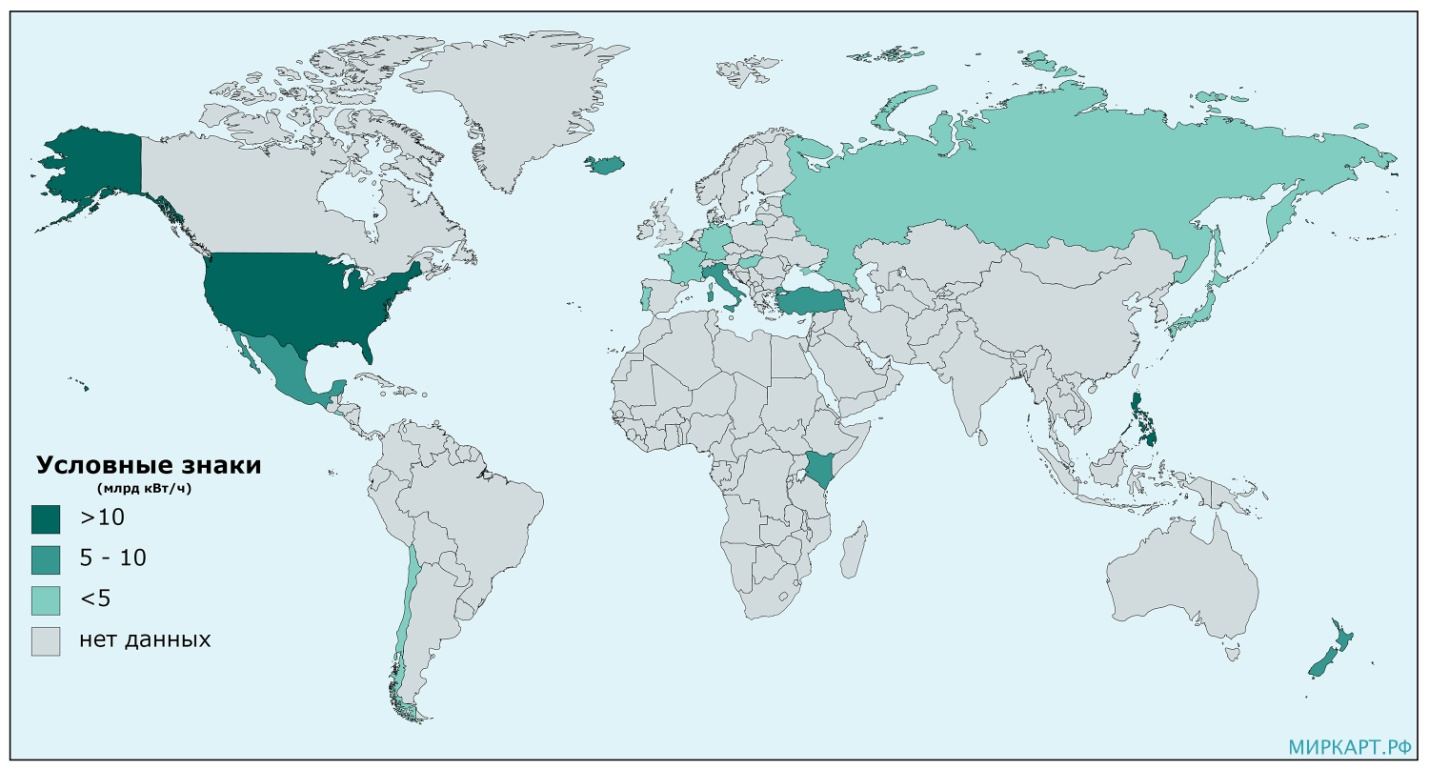 Условные знаки
(млрд кВт/ч)
>10
5 - 10
<5
нет данных
МИРКАРТ.РФ